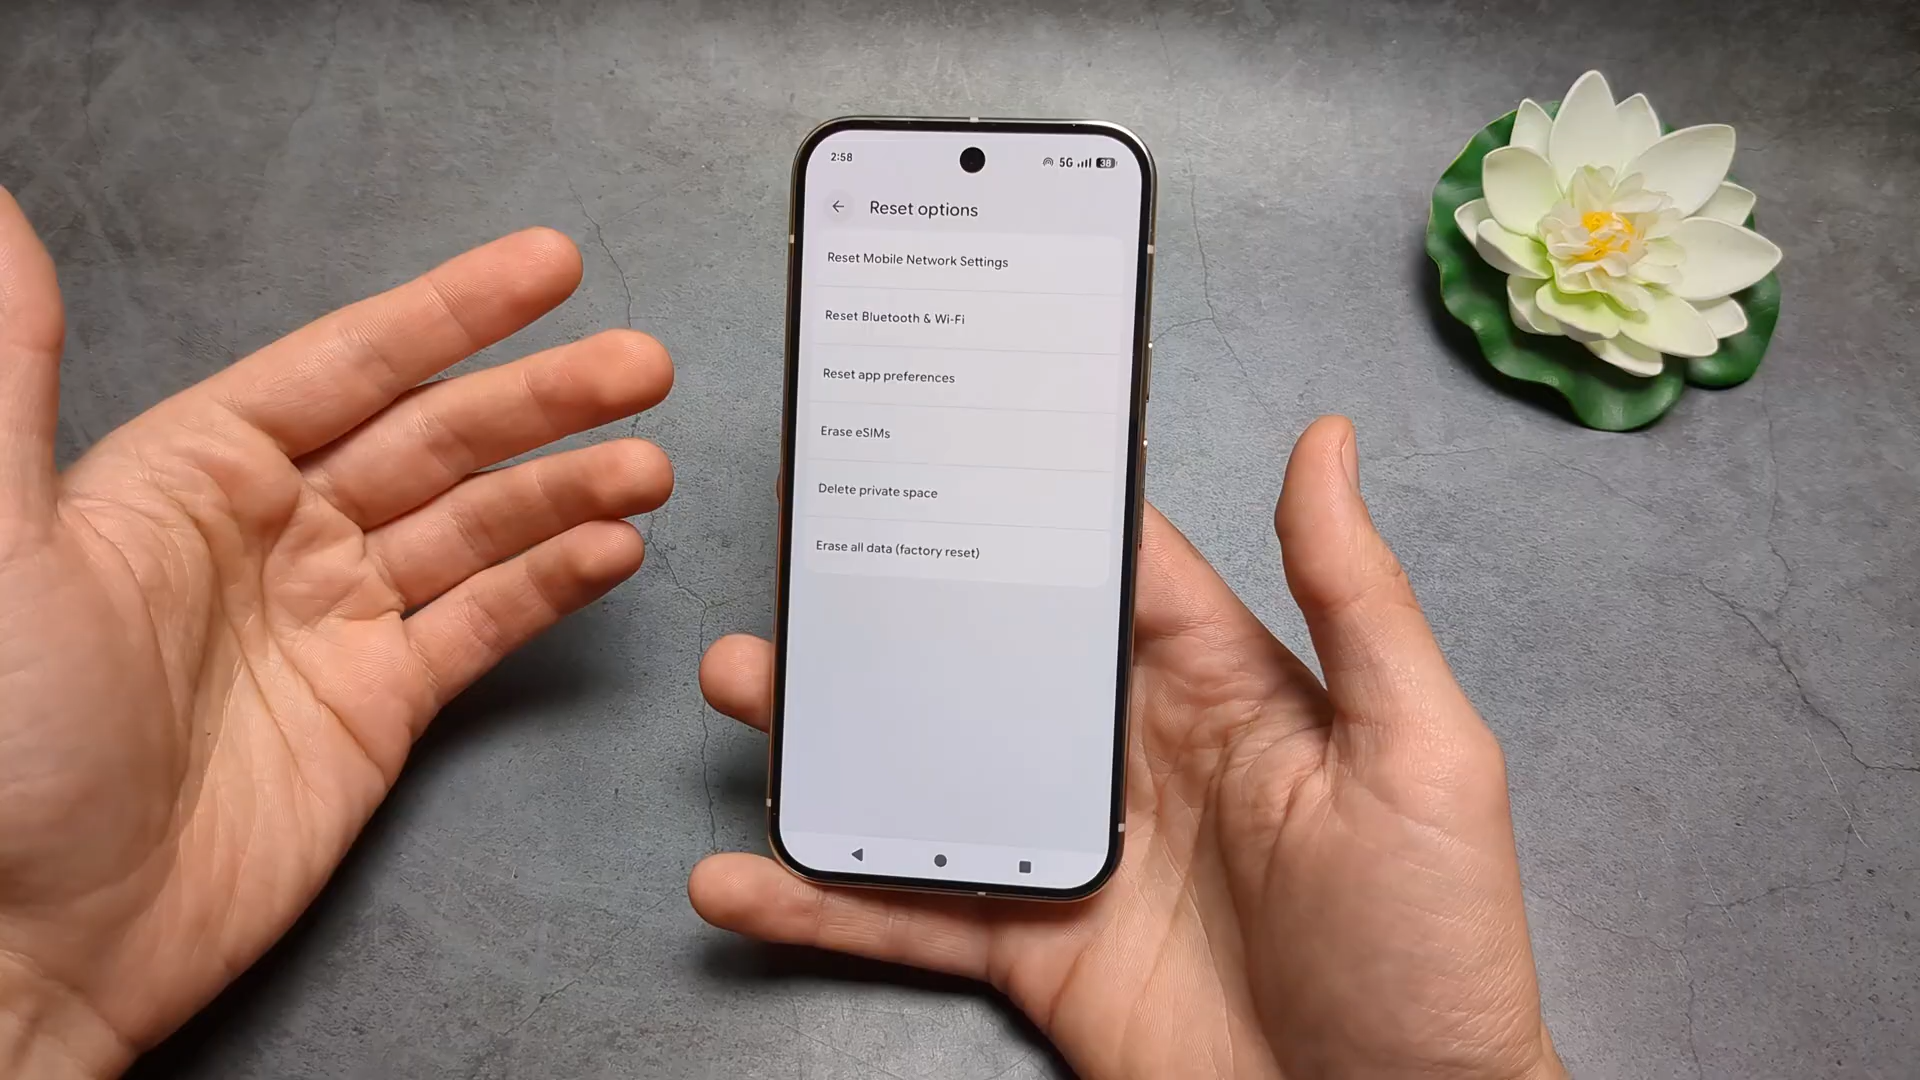 2:58
5G 38
Reset options
Reset Mobile Network Settings
Reset Bluetooth & Wi-Fi
Reset app preferences
Erase eSIMs
Delete private space
Erase all data (factory reset)